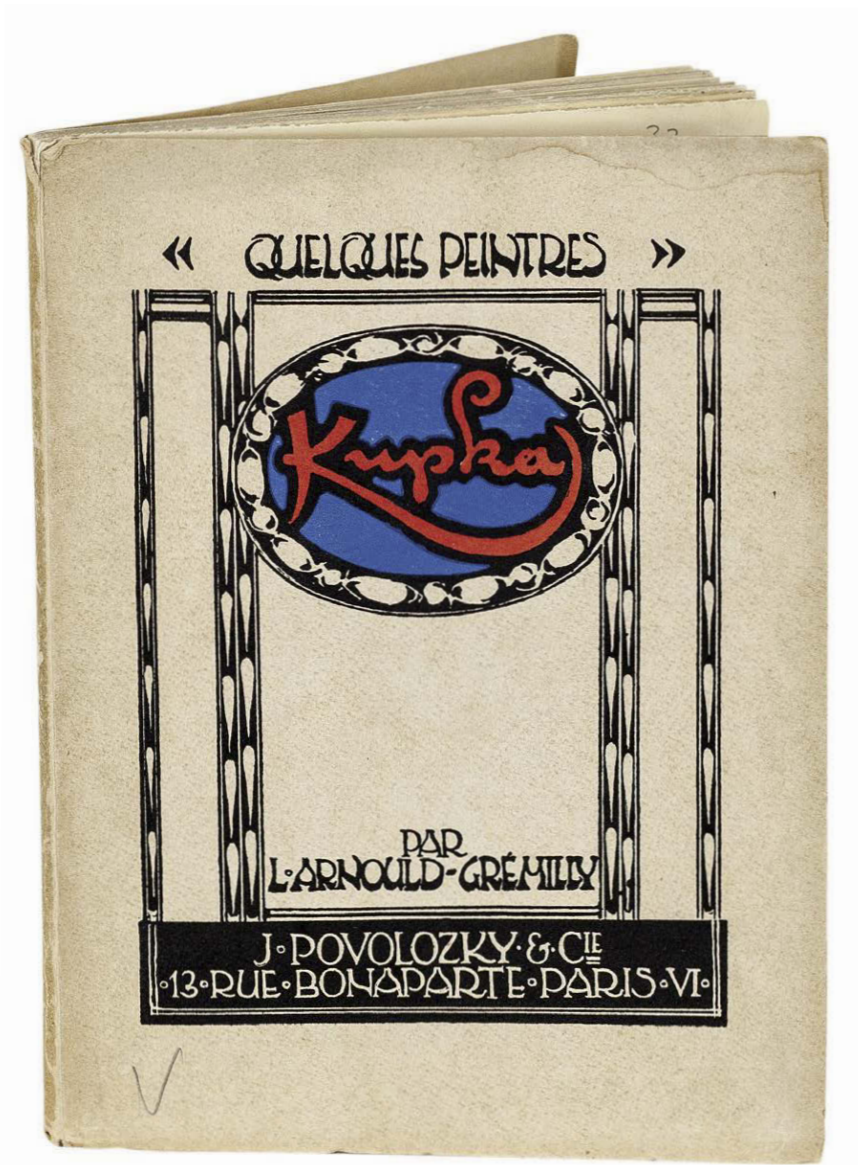 « QUELQUES PEINTRES »
Kupka
PAR
L·ARNOULD-GRÉMILLY
J·POVOLOZKY·&·CIE
·13·RUE·BONAPARTE·PARIS·VI·